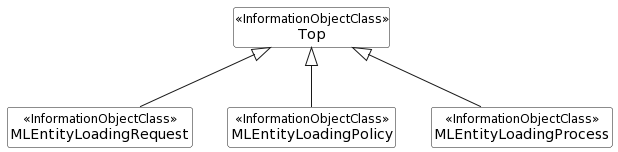 «InformationObjectClass»
Top
«InformationObjectClass»
MLEntityLoadingRequest
«InformationObjectClass»
MLEntityLoadingPolicy
«InformationObjectClass»
MLEntityLoadingProcess